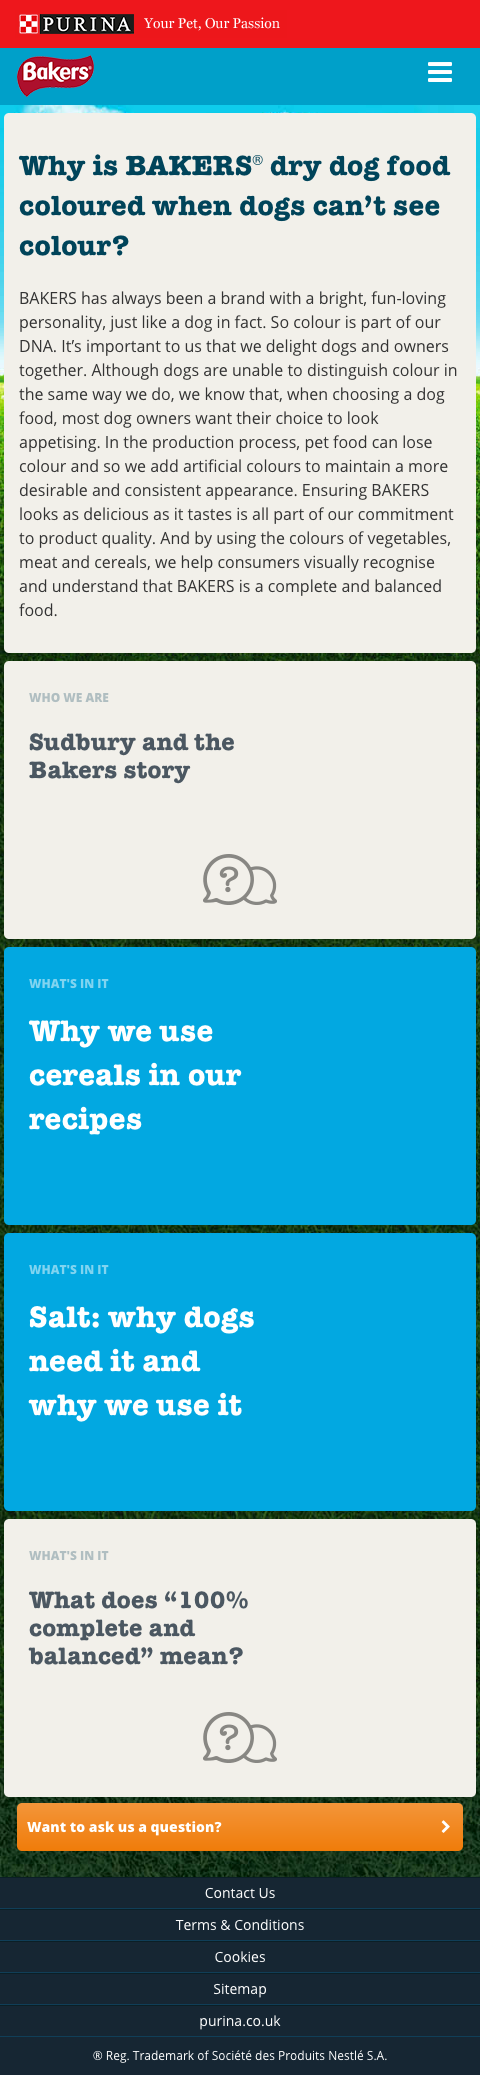 PURINA Your Pet, Our Passion
Bakers®
Why is BAKERS® dry dog food
coloured when dogs can’t see
colour?
BAKERS has always been a brand with a bright, fun-loving
personality, just like a dog in fact. So colour is part of our
DNA. It’s important to us that we delight dogs and owners
together. Although dogs are unable to distinguish colour in
the same way we do, we know that, when choosing a dog
food, most dog owners want their choice to look
appetising. In the production process, pet food can lose
colour and so we add artificial colours to maintain a more
desirable and consistent appearance. Ensuring BAKERS
looks as delicious as it tastes is all part of our commitment
to product quality. And by using the colours of vegetables,
meat and cereals, we help consumers visually recognise
and understand that BAKERS is a complete and balanced
food.
WHO WE ARE
Sudbury and the
Bakers story
?
WHAT'S IN IT
Why we use
cereals in our
recipes
WHAT'S IN IT
Salt: why dogs
need it and
why we use it
WHAT'S IN IT
What does “100%
complete and
balanced” mean?
?
Want to ask us a question?
Contact Us
Terms & Conditions
Cookies
Sitemap
purina.co.uk
® Reg. Trademark of Société des Produits Nestlé S.A.